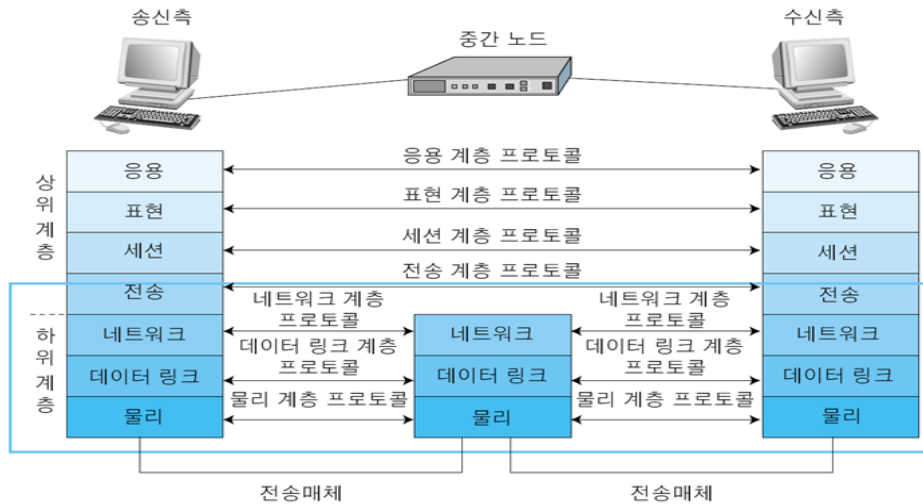 송신측
중간 노드
수신측
상위계층
응용
응용 계층 프로토콜
응용
표현
표현 계층 프로토콜
표현
세션
세션 계층 프로토콜
세션
전송
전송 계층 프로토콜
전송
하위계층
네트워크
네트워크 계층
프로토콜
네트워크
네트워크 계층
프로토콜
네트워크
데이터 링크
데이터 링크 계층
프로토콜
데이터 링크
데이터 링크 계층
프로토콜
데이터 링크
물리
물리 계층 프로토콜
물리
물리 계층 프로토콜
물리
전송매체
전송매체